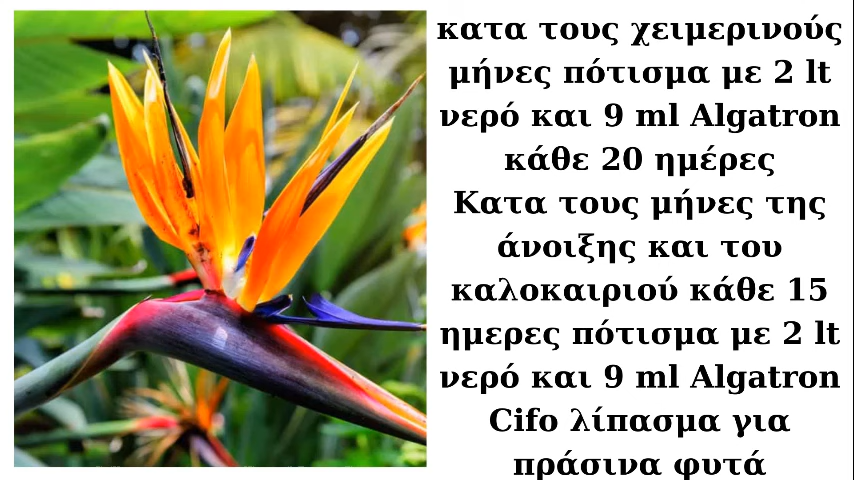 κατα τους χειμερινούς
μήνες πότισμα με 2 lt
νερό και 9 ml Algatron
κάθε 20 ημέρες
Κατα τους μήνες της
άνοιξης και του
καλοκαιριού κάθε 15
ημερες πότισμα με 2 lt
νερό και 9 ml Algatron
Cifo λίπασμα για
πράσινα φυτά